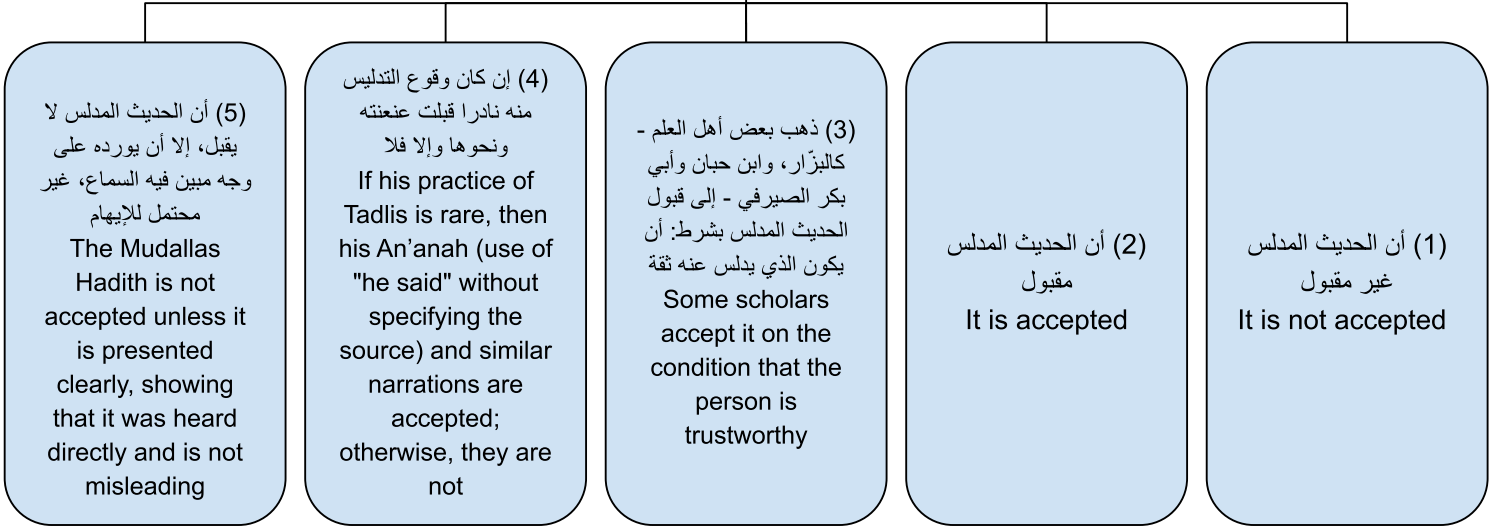 (1) أن الحديث المدلس
غير مقبول
It is not accepted
(2) أن الحديث المدلس
مقبول
It is accepted
(3) ذهب بعض أهل العلم -
كالبزّار، وابن حبان وأبي
بكر الصيرفي - إلى قبول
الحديث المدلس بشرط: أن
يكون الذي يدلس عنه ثقة
Some scholars
accept it on the
condition that the
person is
trustworthy
(4) إن كان وقوع التدليس
منه نادرا قبلت عنعنته
ونحوها وإلا فلا
If his practice of
Tadlis is rare, then
his An’anah (use of
"he said" without
specifying the
source) and similar
narrations are
accepted;
otherwise, they are
not
(5) أن الحديث المدلس لا
يقبل، إلا أن يورده على
وجه مبين فيه السماع، غير
محتمل للإيهام
The Mudallas
Hadith is not
accepted unless it
is presented
clearly, showing
that it was heard
directly and is not
misleading